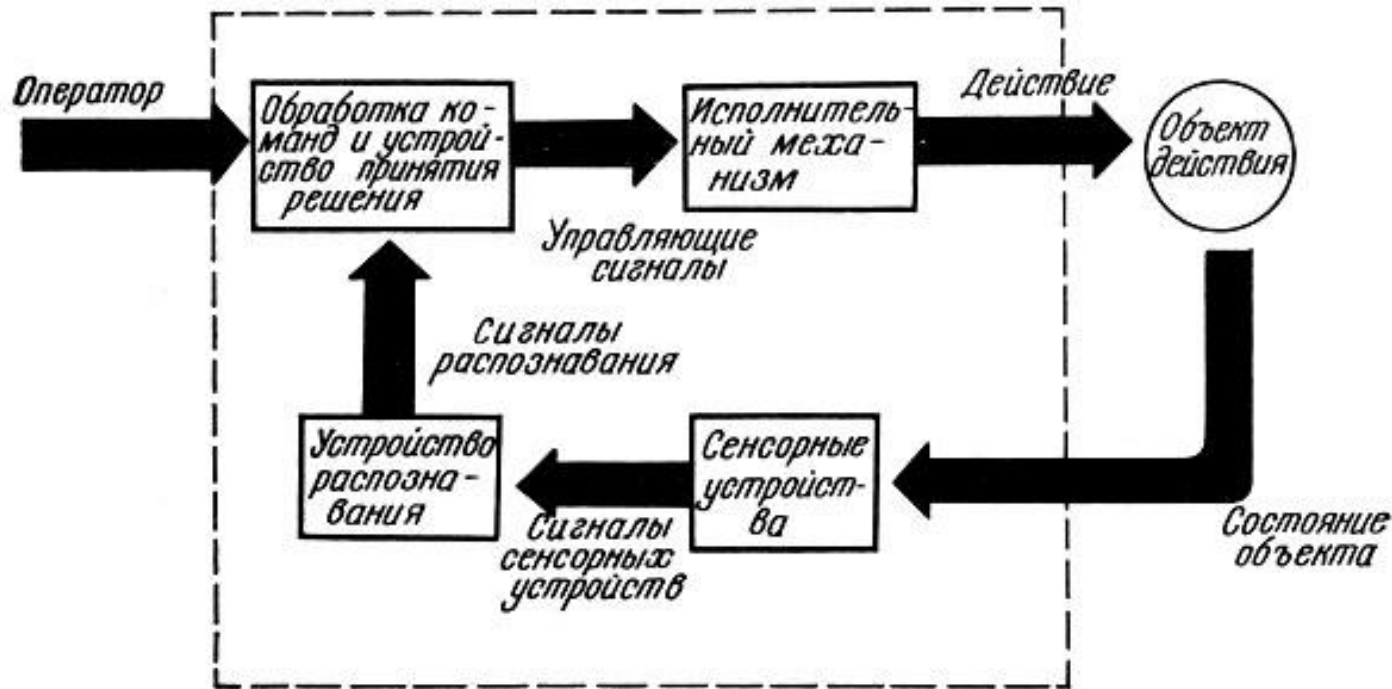 Оператор
Обработка ко-
манд и устрой-
ство принятия
решения
Исполнитель-
ный меха-
низм
Действие
Объект
действия
Управляющие
сигналы
Сигналы
распознавания
Устройство
распозна-
вания
Сенсорные
устройст-
ва
Сигналы
сенсорных
устройств
Состояние
объекта